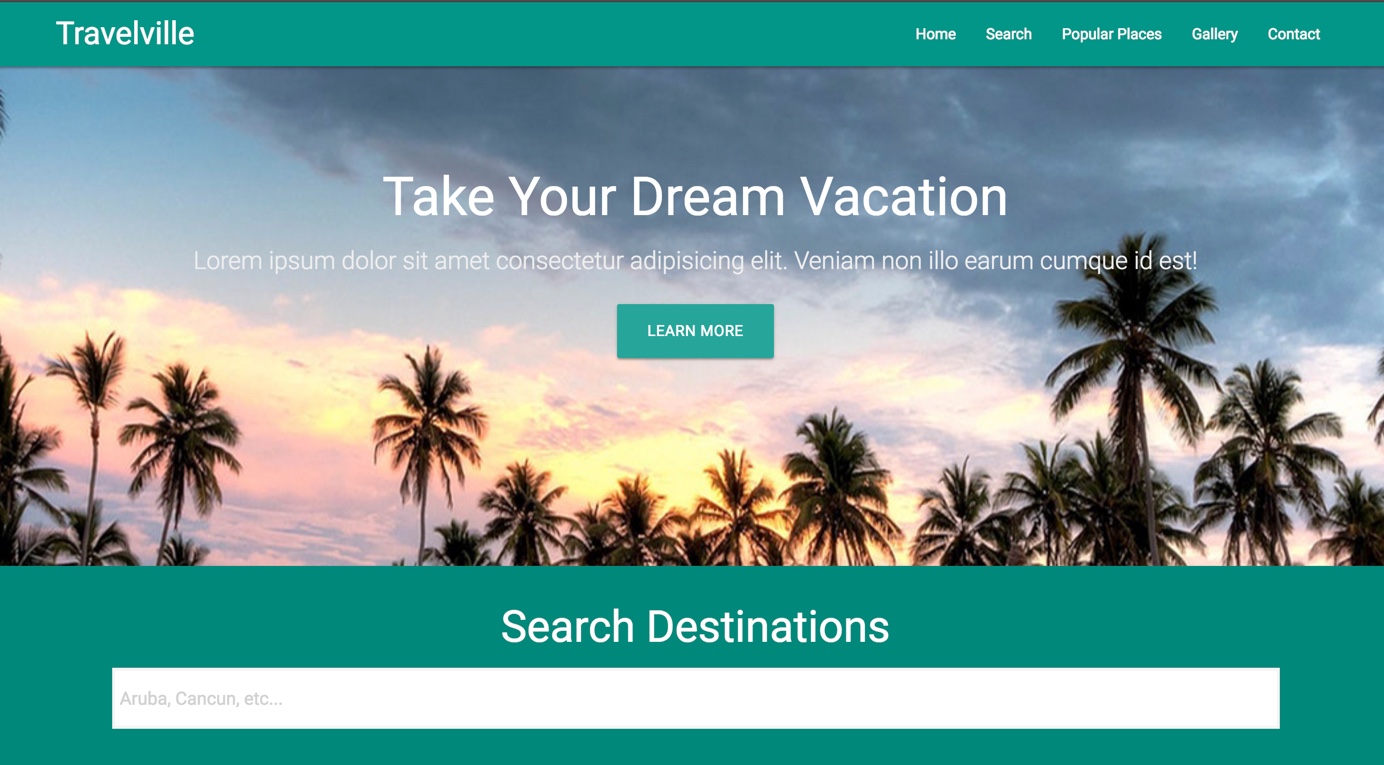 Travelville
Home Search Popular Places Gallery Contact
Take Your Dream Vacation
Lorem ipsum dolor sit amet consectetur adipisicing elit. Veniam non illo earum cumque id est!
LEARN MORE
Search Destinations
Aruba, Cancun, etc...